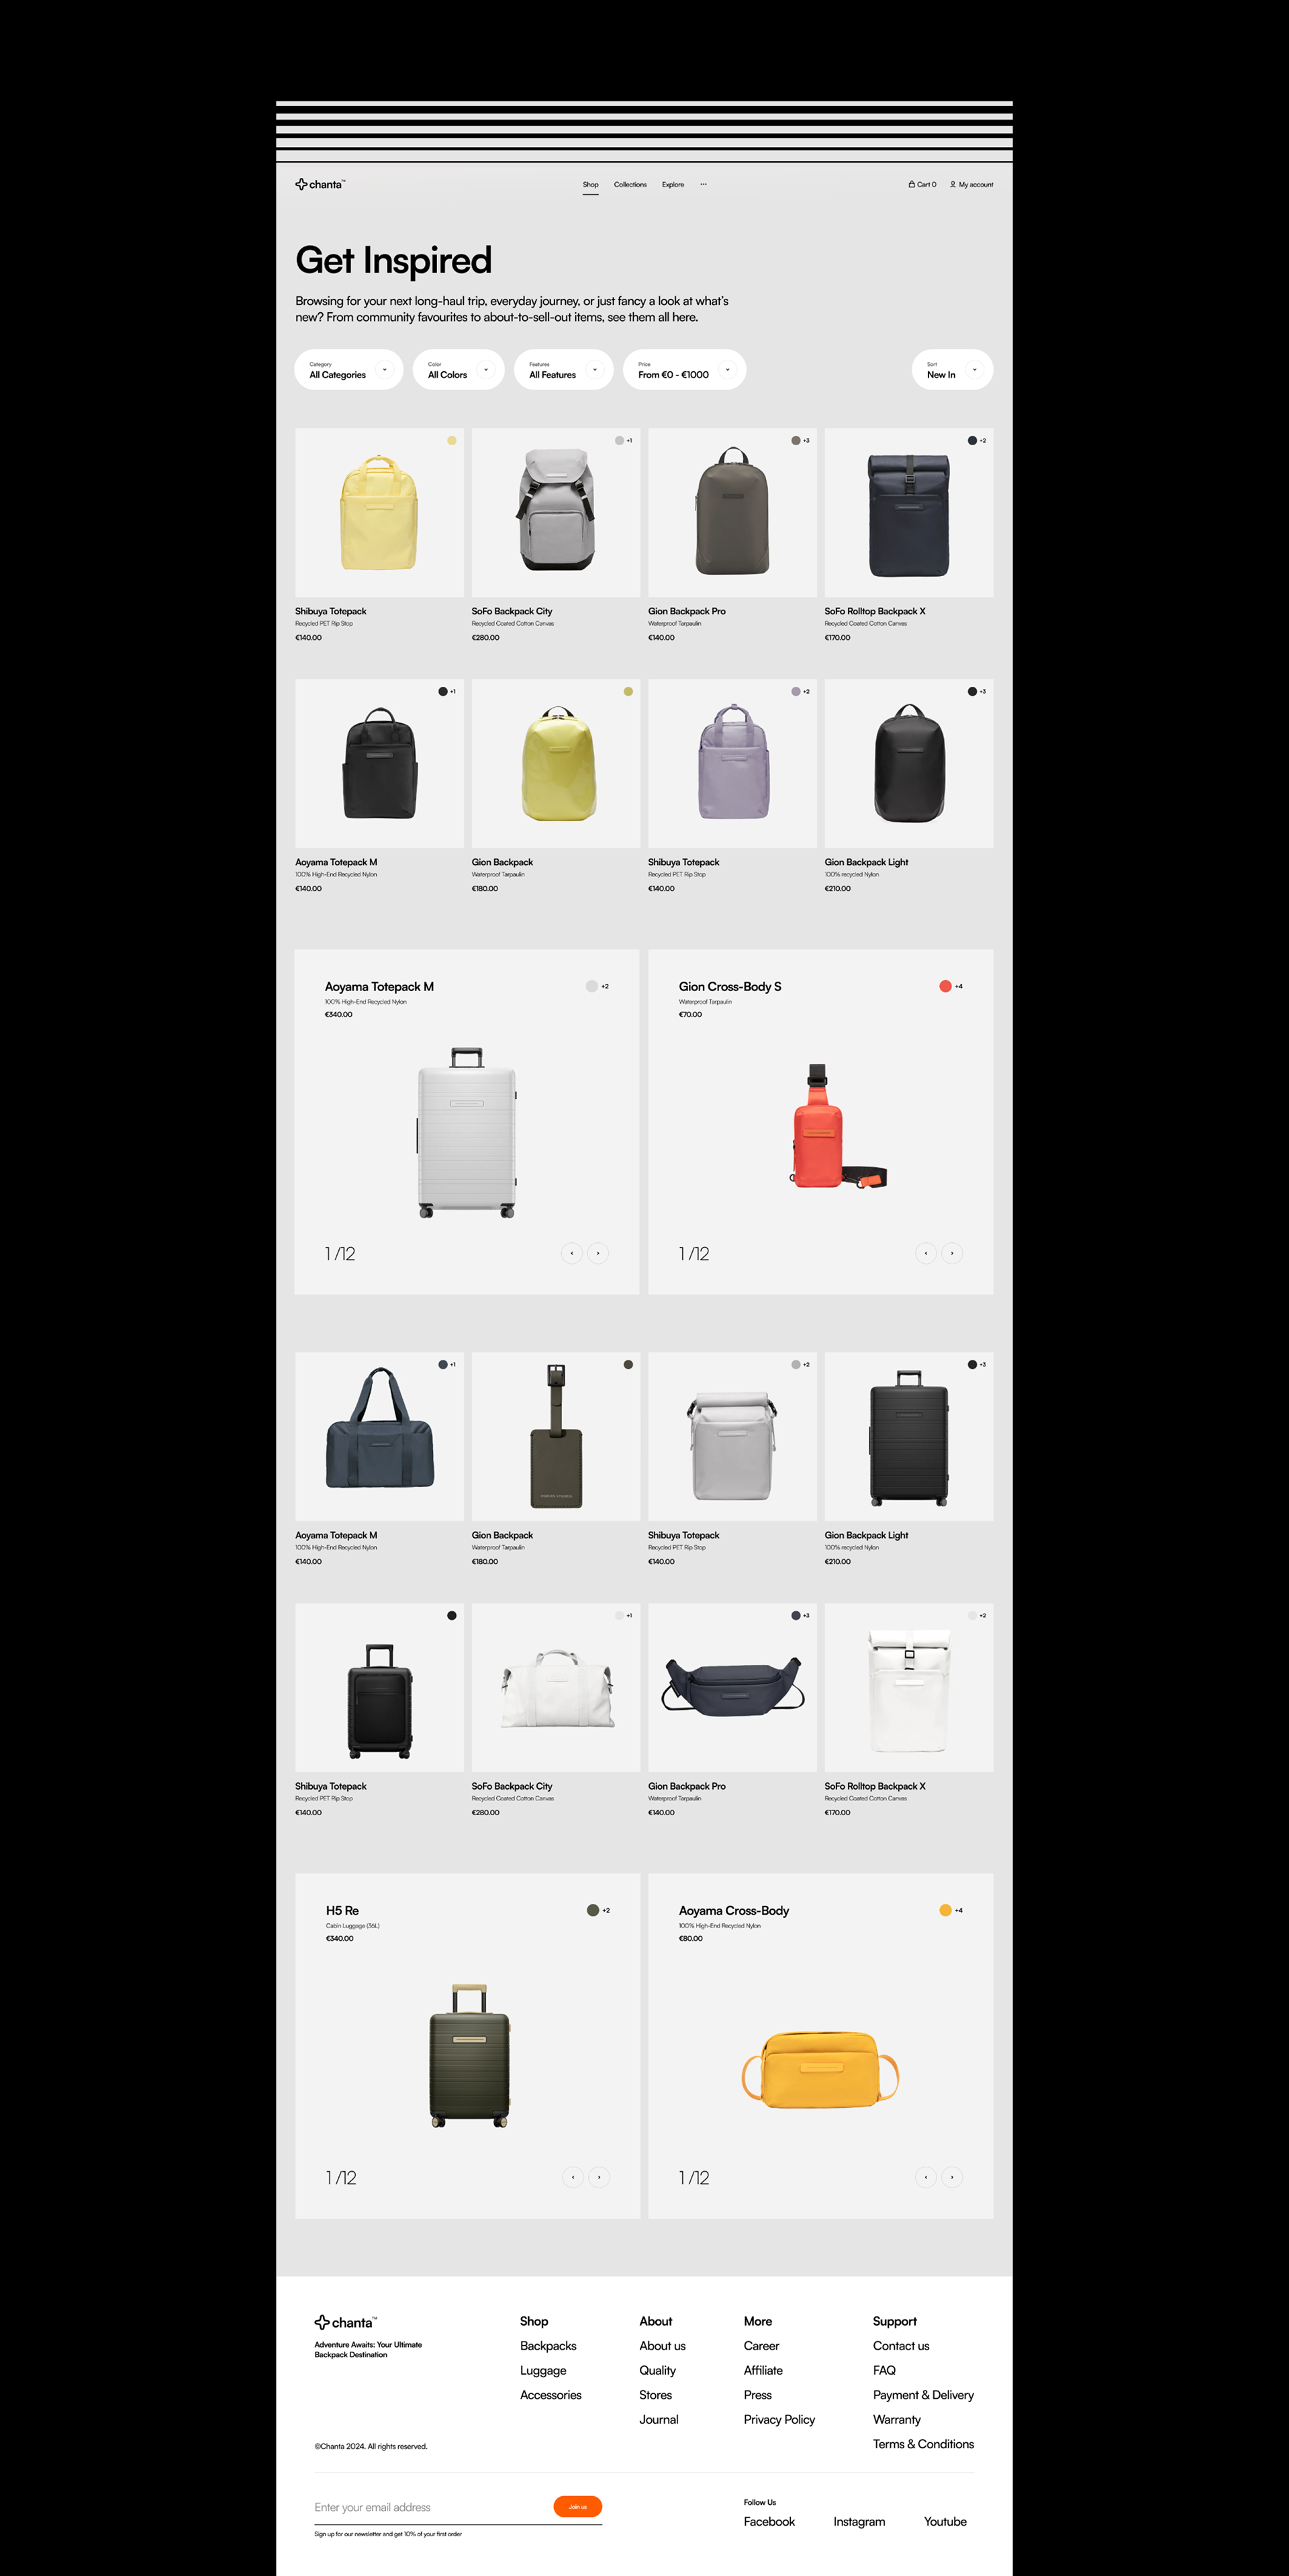 chanta™
Shop Collections Explore ···
Cart 0 My account
Get Inspired
Browsing for your next long-haul trip, everyday journey, or just fancy a look at what's
new? From community favourites to about-to-sell-out items, see them all here.
Category
All Categories
Color
All Colors
Features
All Features
Price
From €0 - €1000
Sort
New In
Shibuya Totepack
Recycled PET Rip Stop
€140.00
+1
SoFo Backpack City
Recycled Coated Cotton Canvas
€280.00
+3
Gion Backpack Pro
Waterproof Tarpaulin
€140.00
+2
SoFo Rolltop Backpack X
Recycled Coated Cotton Canvas
€170.00
+1
Aoyama Totepack M
100% High-End Recycled Nylon
€140.00
Gion Backpack
Waterproof Tarpaulin
€180.00
+2
Shibuya Totepack
Recycled PET Rip Stop
€140.00
+3
Gion Backpack Light
100% recycled Nylon
€210.00
Aoyama Totepack M
+2
100% High-End Recycled Nylon
€340.00
1 /12
Gion Cross-Body S
+4
Waterproof Tarpaulin
€70.00
1 /12
+1
Aoyama Totepack M
100% High-End Recycled Nylon
€140.00
Gion Backpack
Waterproof Tarpaulin
€180.00
+2
Shibuya Totepack
Recycled PET Rip Stop
€140.00
+3
Gion Backpack Light
100% recycled Nylon
€210.00
Shibuya Totepack
Recycled PET Rip Stop
€140.00
+1
SoFo Backpack City
Recycled Coated Cotton Canvas
€280.00
+3
Gion Backpack Pro
Waterproof Tarpaulin
€140.00
+2
SoFo Rolltop Backpack X
Recycled Coated Cotton Canvas
€170.00
H5 Re
+2
Cabin Luggage (36L)
€340.00
1 /12
Aoyama Cross-Body
+4
100% High-End Recycled Nylon
€80.00
1 /12
chanta™
Adventure Awaits: Your Ultimate
Backpack Destination
©Chanta 2024. All rights reserved.
Shop
Backpacks
Luggage
Accessories
About
About us
Quality
Stores
Journal
More
Career
Affiliate
Press
Privacy Policy
Support
Contact us
FAQ
Payment & Delivery
Warranty
Terms & Conditions
Enter your email address
Join us
Sign up for our newsletter and get 10% of your first order
Follow Us
Facebook Instagram Youtube